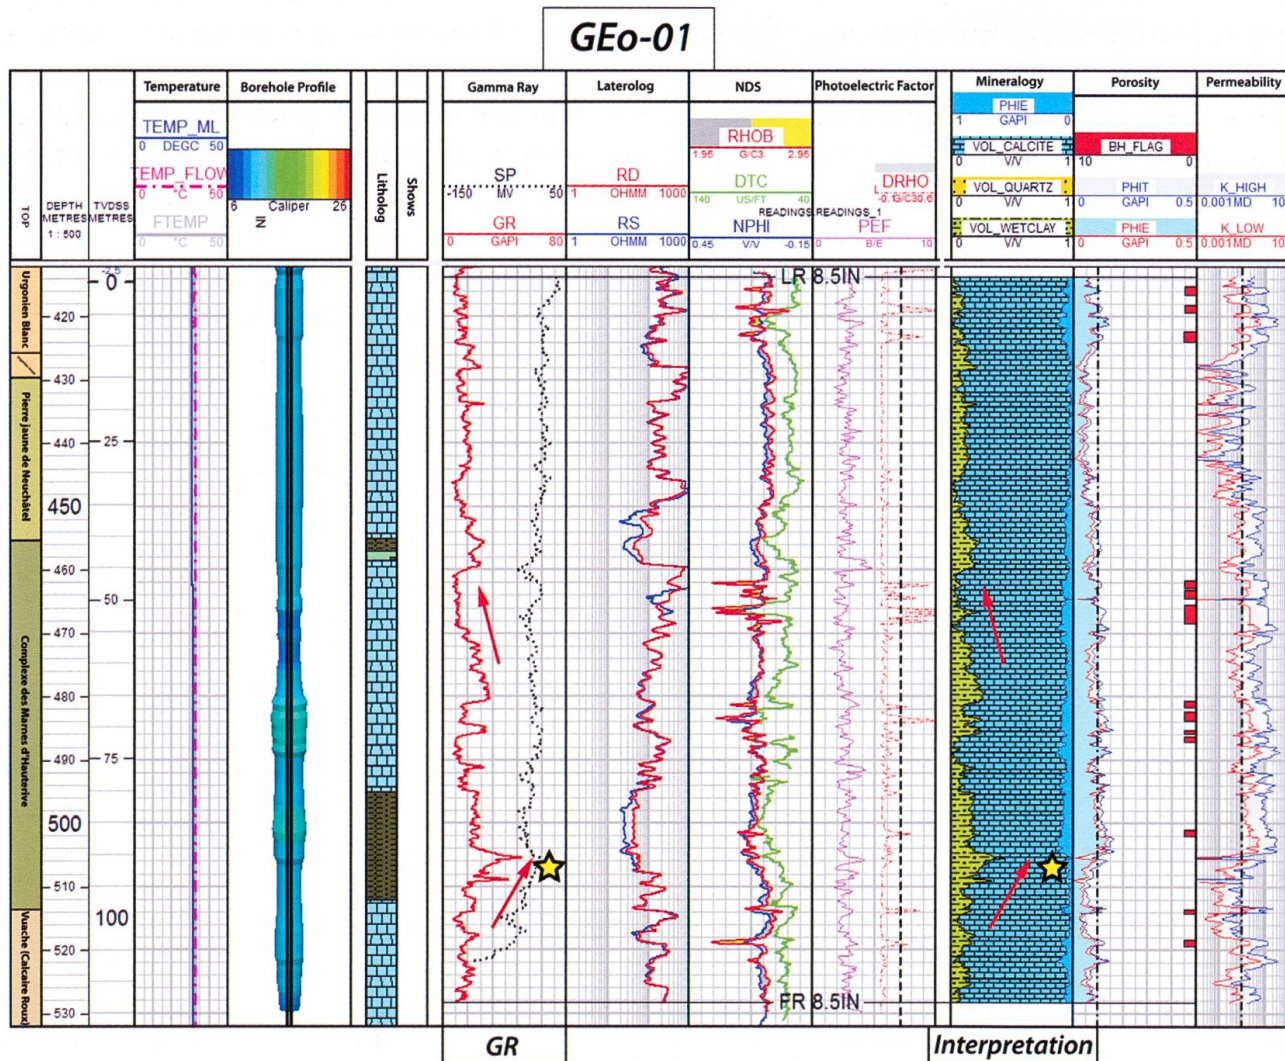 GEo-01
Temperature
Borehole Profile
Gamma Ray
Laterolog
NDS
Photoelectric Factor
Mineralogy
Porosity
Permeability
TOP
DEPTH
METRES
1 : 500
TVDSS
METRES
TEMP_ML
0 DEGC 50
TEMP_FLOW
0 °C 50
FTEMP
0 °C 50
6 Caliper 26
IN
Litholog
Shows
SP
-150 MV 50
GR
0 GAPI 80
RD
1 OHMM 1000
RS
1 OHMM 1000
RHOB
1.95 G/C3 2.95
DTC
140 US/FT 40
READINGS.READINGS_1
NPHI
0.45 V/V -0.15
DRHO
PEF
0 B/E 10
PHIE
1 GAPI 0
VOL_CALCITE
0 V/V 1
VOL_QUARTZ
0 V/V 1
VOL_WETCLAY
0 V/V 1
BH_FLAG
10 0
PHIT
0 GAPI 0.5
PHIE
0 GAPI 0.5
K_HIGH
0.001MD 10
K_LOW
0.001MD 10
Urgonien Blanc
Pierre jaune de Neuchâtel
Complexe des Marnes d'Hauterive
Vuache (Calcaire Roux)
420
430
440
450
460
470
480
490
500
510
520
530
0
25
50
75
100
LR 8.5IN
FR 8.5IN
GR
Interpretation